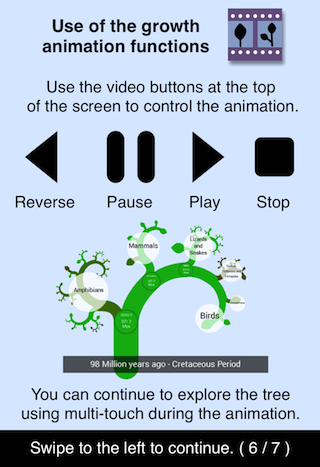 Use of the growth
animation functions
Use the video buttons at the top
of the screen to control the animation.
Reverse Pause Play Stop
Mammals
Lizards
and
Snakes
Amphibians
Birds
98 Million years ago - Cretaceous Period
You can continue to explore the tree
using multi-touch during the animation.
Swipe to the left to continue. ( 6 / 7 )